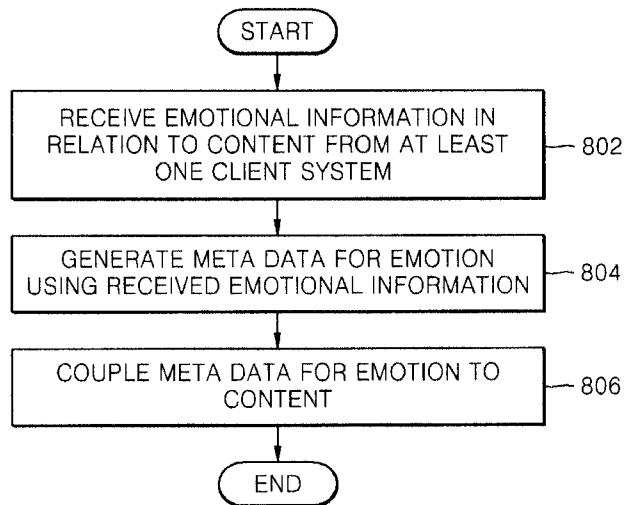 START
RECEIVE EMOTIONAL INFORMATION IN
RELATION TO CONTENT FROM AT LEAST
ONE CLIENT SYSTEM
802
GENERATE META DATA FOR EMOTION
USING RECEIVED EMOTIONAL INFORMATION
804
COUPLE META DATA FOR EMOTION TO
CONTENT
806
END